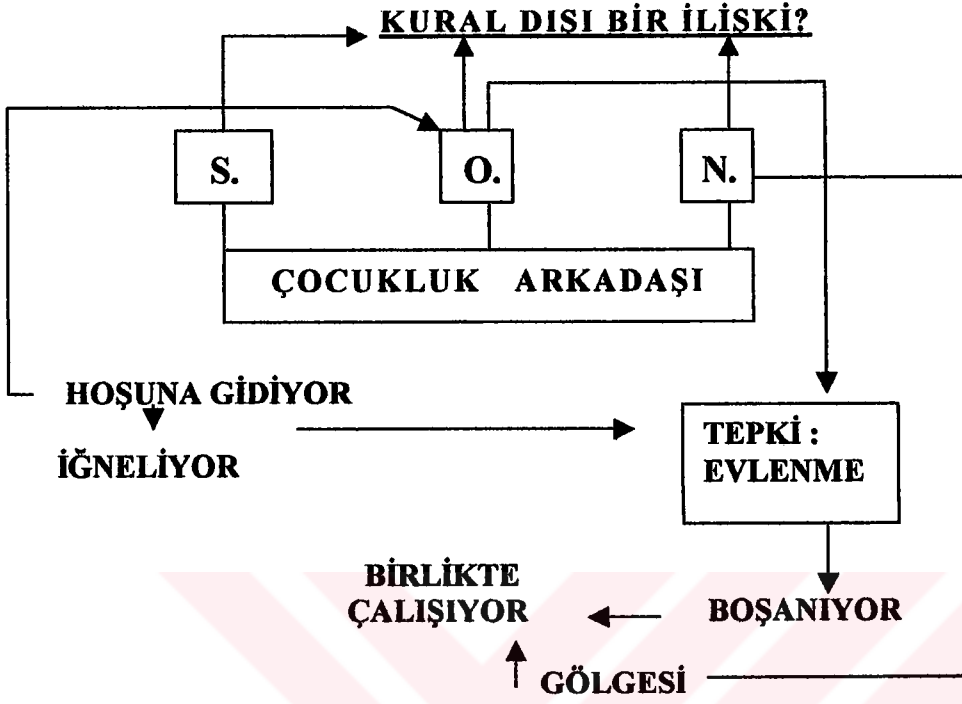 KURAL DIŞI BİR İLİŞKİ?
S.
O.
N.
ÇOCUKLUK ARKADAŞI
HOŞUNA GİDİYOR
İĞNELİYOR
TEPKİ :
EVLENME
BİRLİKTE
ÇALIŞIYOR
BOŞANIYOR
GÖLGESİ